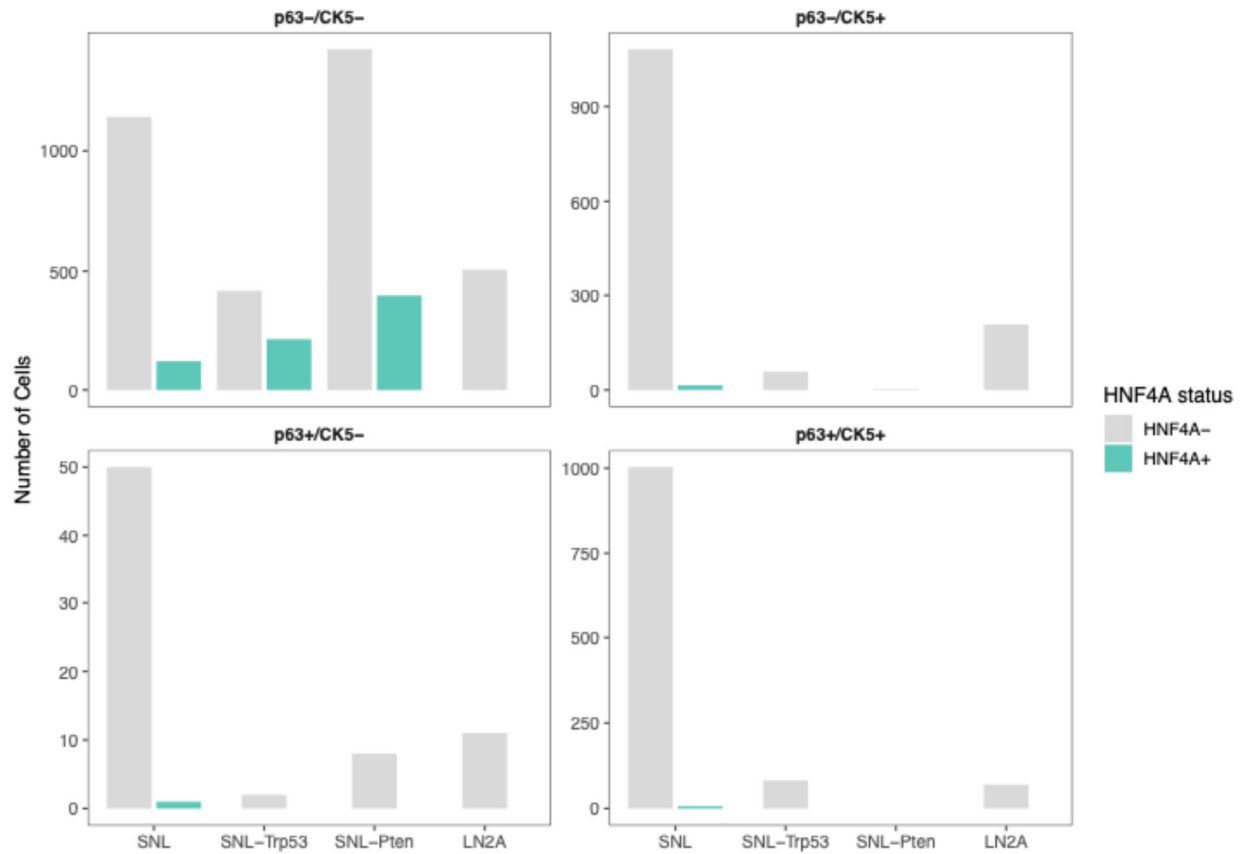 p63−/CK5−
p63−/CK5+
1000
500
0
900
600
300
0
Number of Cells
p63+/CK5−
p63+/CK5+
50
40
30
20
10
0
1000
750
500
250
0
SNL
SNL−Trp53
SNL−Pten
LN2A
SNL
SNL−Trp53
SNL−Pten
LN2A
HNF4A status
HNF4A−
HNF4A+